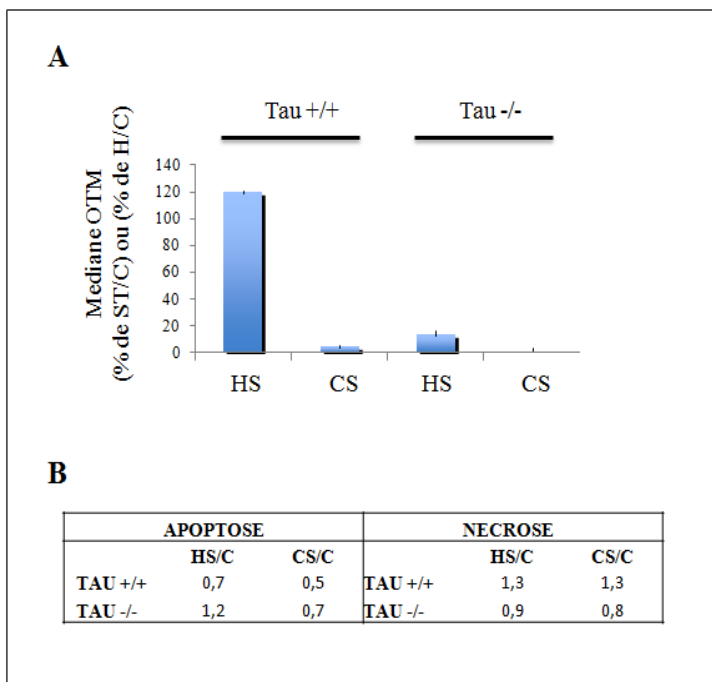 A
Tau +/+ Tau -/-
Mediane OTM
(% de ST/C) ou (% de H/C)
140
120
100
80
60
40
20
0
HS CS HS CS
B
APOPTOSE NECROSE
HS/C CS/C HS/C CS/C
TAU +/+ 0,7 0,5 TAU +/+ 1,3 1,3
TAU -/- 1,2 0,7 TAU -/- 0,9 0,8